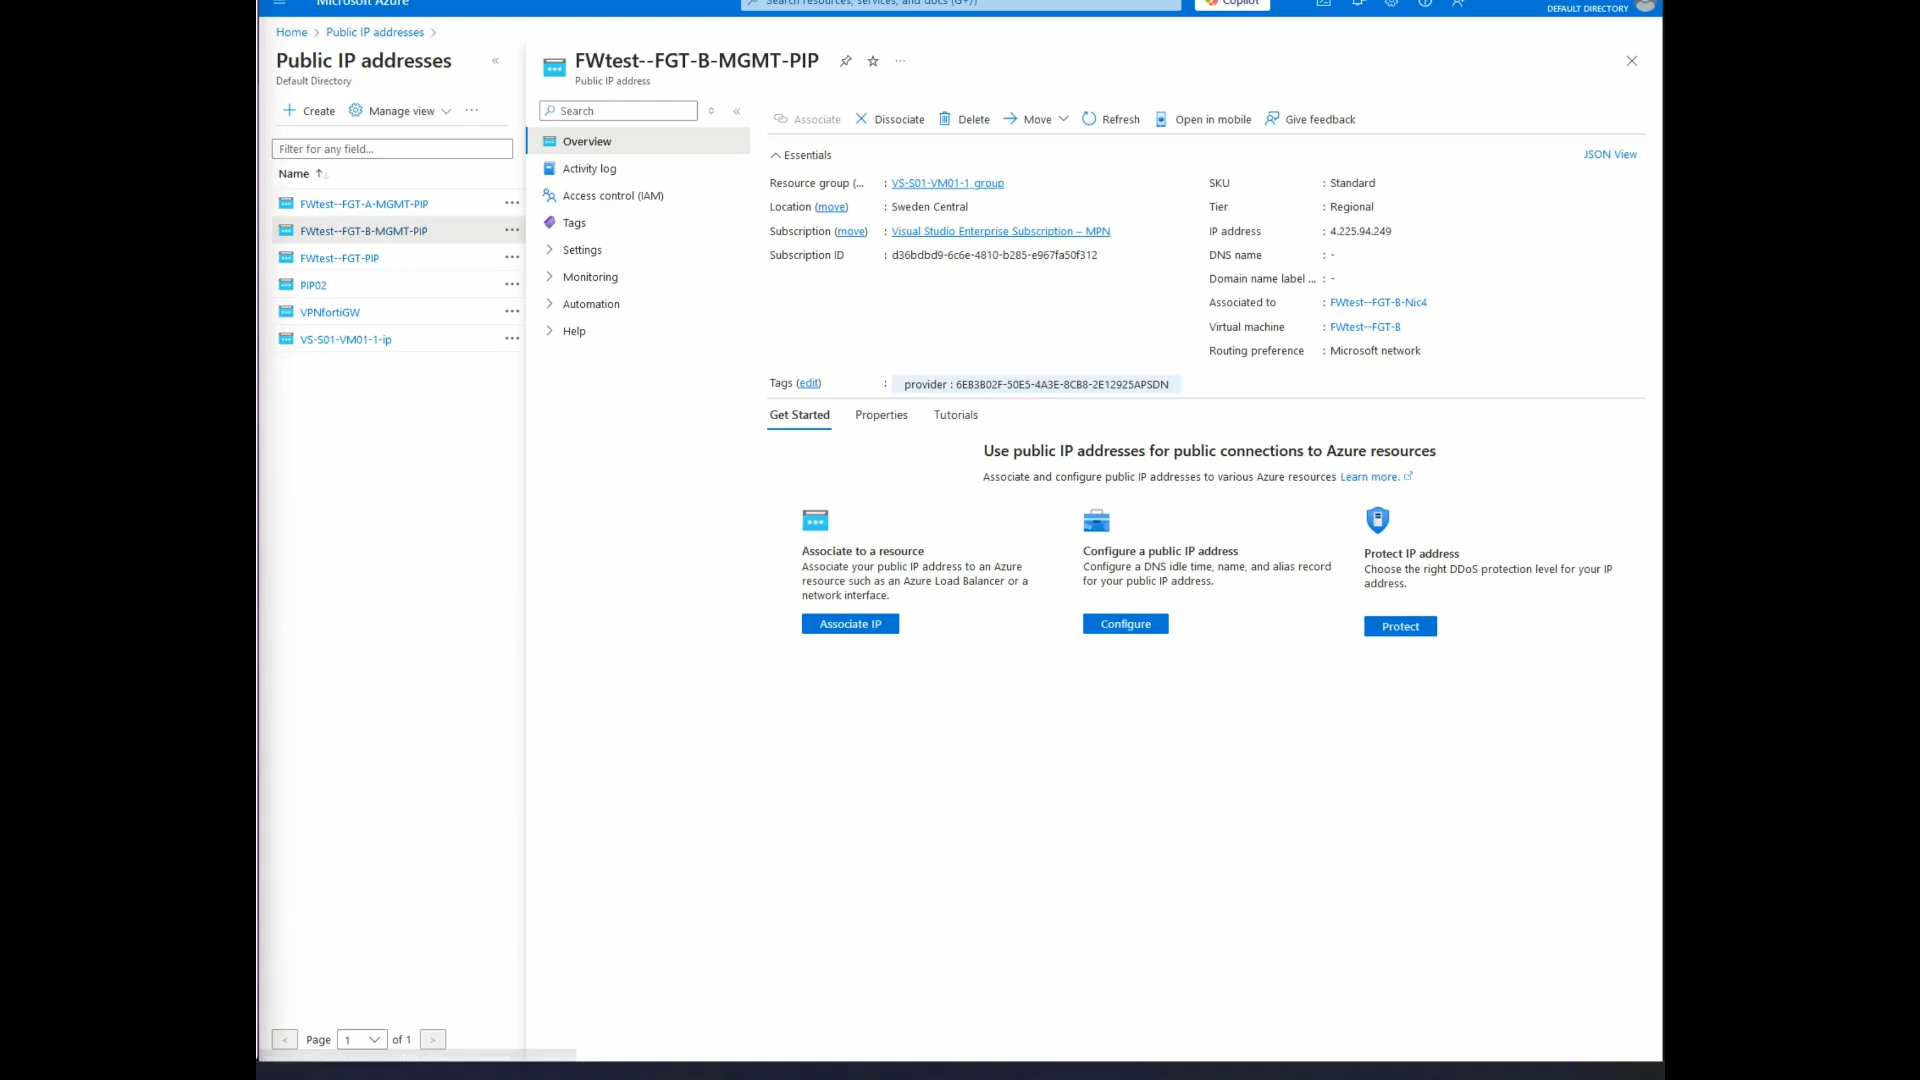 Microsoft Azure
Search resources, services, and docs (G+/)
Copilot
DEFAULT DIRECTORY
Home > Public IP addresses >
Public IP addresses
Default Directory
Create
Manage view
Filter for any field...
Name
FWtest--FGT-A-MGMT-PIP
FWtest--FGT-B-MGMT-PIP
FWtest--FGT-PIP
PIP02
VPNfortiGW
VS-S01-VM01-1-ip
< Page 1 of 1 >
FWtest--FGT-B-MGMT-PIP
Public IP address
Search
Overview
Activity log
Access control (IAM)
Tags
Settings
Monitoring
Automation
Help
Associate Dissociate Delete Move Refresh Open in mobile Give feedback
Essentials
JSON View
Resource group (... : VS-S01-VM01-1_group
Location (move) : Sweden Central
Subscription (move) : Visual Studio Enterprise Subscription – MPN
Subscription ID : d36bdbd9-6c6e-4810-b285-e967fa50f312
SKU : Standard
Tier : Regional
IP address : 4.225.94.249
DNS name : -
Domain name label ... : -
Associated to : FWtest--FGT-B-Nic4
Virtual machine : FWtest--FGT-B
Routing preference : Microsoft network
Tags (edit) : provider : 6EB3B02F-50E5-4A3E-8CB8-2E12925APSDN
Get Started Properties Tutorials
Use public IP addresses for public connections to Azure resources
Associate and configure public IP addresses to various Azure resources Learn more.
Associate to a resource
Associate your public IP address to an Azure
resource such as an Azure Load Balancer or a
network interface.
Associate IP
Configure a public IP address
Configure a DNS idle time, name, and alias record
for your public IP address.
Configure
Protect IP address
Choose the right DDoS protection level for your IP
address.
Protect